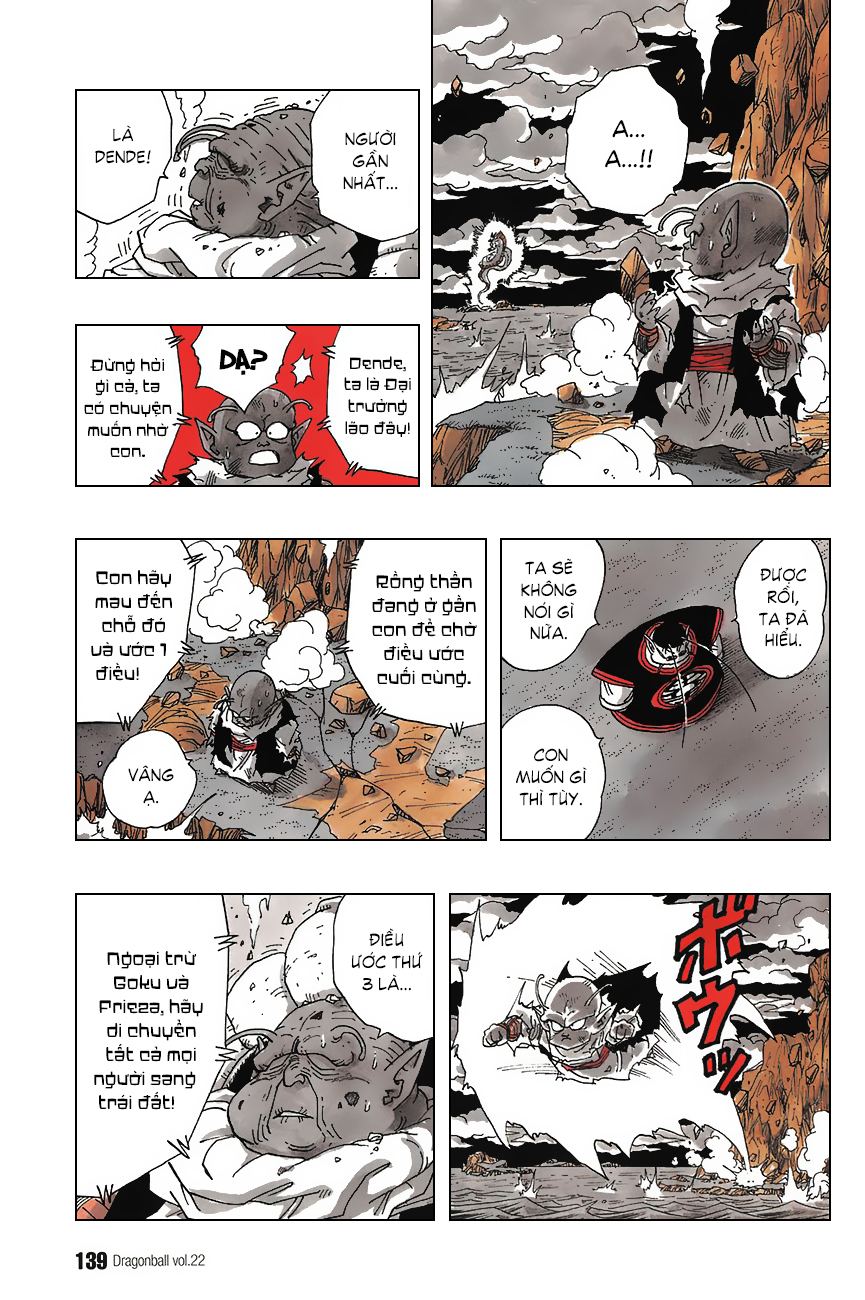 A...
A...!!
NGƯỜI
GẦN
NHẤT...
LÀ
DENDE!
Dende,
ta là Đại
trưởng
lão đây!
DẠ?
Đừng hỏi
gì cả, ta
có chuyện
muốn nhờ
con.
ĐƯỢC
RỒI,
TA ĐÃ
HIỂU.
TA SẼ
KHÔNG
NÓI GÌ
NỮA.
CON
MUỐN GÌ
THÌ TÙY.
Rồng thần
đang ở gần
con để chờ
điều ước
cuối cùng.
Con hãy
mau đến
chỗ đó
và ước 1
điều!
VÂNG
Ạ.
ボウッ
ĐIỀU
ƯỚC THỨ
3 LÀ...
Ngoại trừ
Goku và
Frieza, hãy
di chuyển
tất cả mọi
người sang
trái đất!
139 Dragonball vol.22